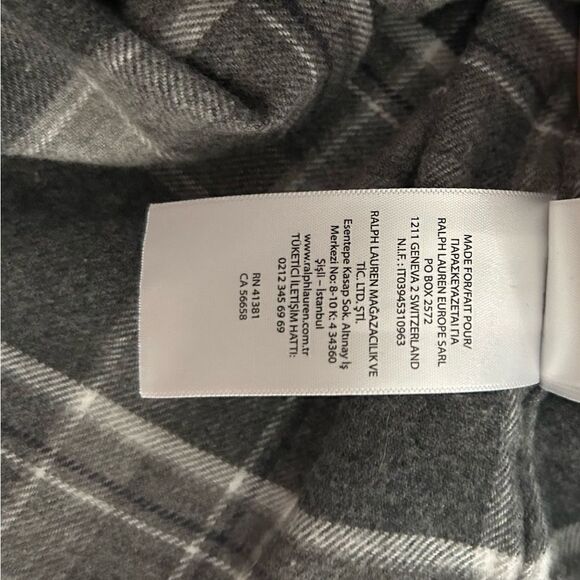 MADE FOR/FAIT POUR/
ΠΑΡΑΣΚΕΥΑΖΕΤΑΙ ΓΙΑ
RALPH LAUREN EUROPE SARL
PO BOX 2572
1211 GENEVA 2 SWITZERLAND
N.I.F.: IT03945310963
RALPH LAUREN MAĞAZACILIK VE
TİC. LTD. ŞTİ.
Esentepe Kasap Sok. Altınay İş
Merkezi No: 8-10 K: 4 34360
Şişli – İstanbul
www.ralphlauren.com.tr
TÜKETİCİ İLETİŞİM HATTI:
0212 345 69 69
RN 41381
CA 56658